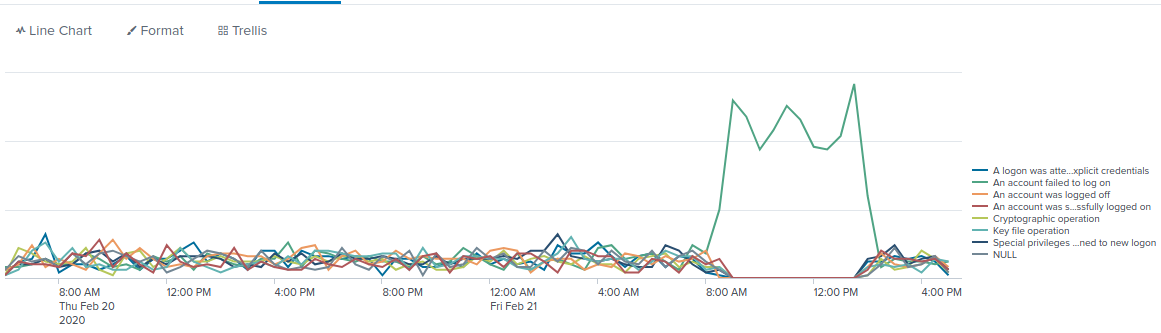 Line Chart Format Trellis
A logon was atte...xplicit credentials
An account failed to log on
An account was logged off
An account was s...ssfully logged on
Cryptographic operation
Key file operation
Special privileges ...ned to new logon
NULL
8:00 AM 12:00 PM 4:00 PM 8:00 PM 12:00 AM 4:00 AM 8:00 AM 12:00 PM 4:00 PM
Thu Feb 20 Fri Feb 21
2020